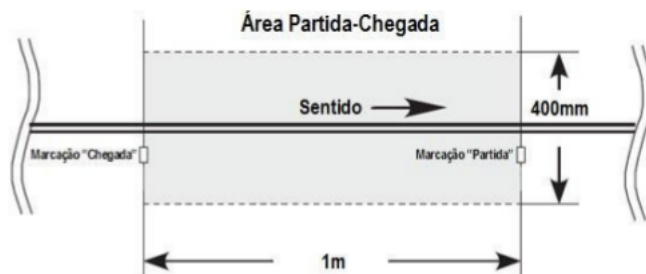 Área Partida-Chegada
Sentido
400mm
Marcação "Chegada"
Marcação "Partida"
1m